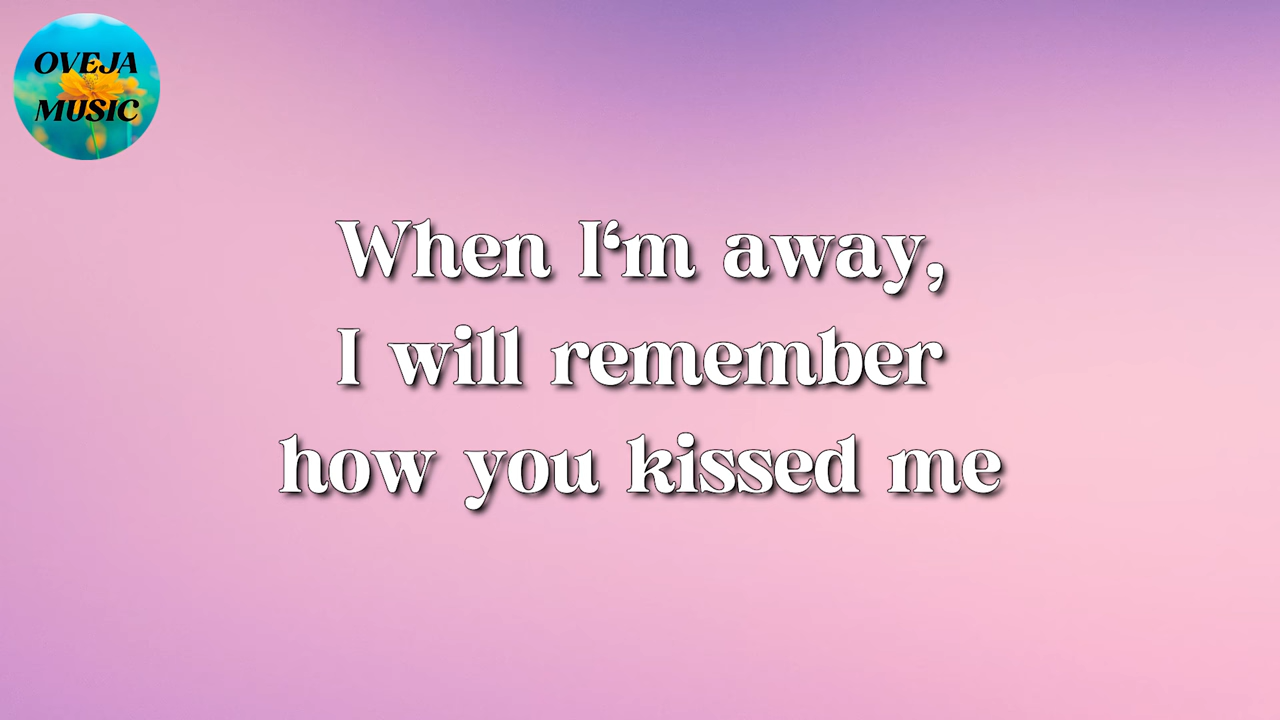 OVEJA
MUSIC
When I‘m away,
I will remember
how you kissed me